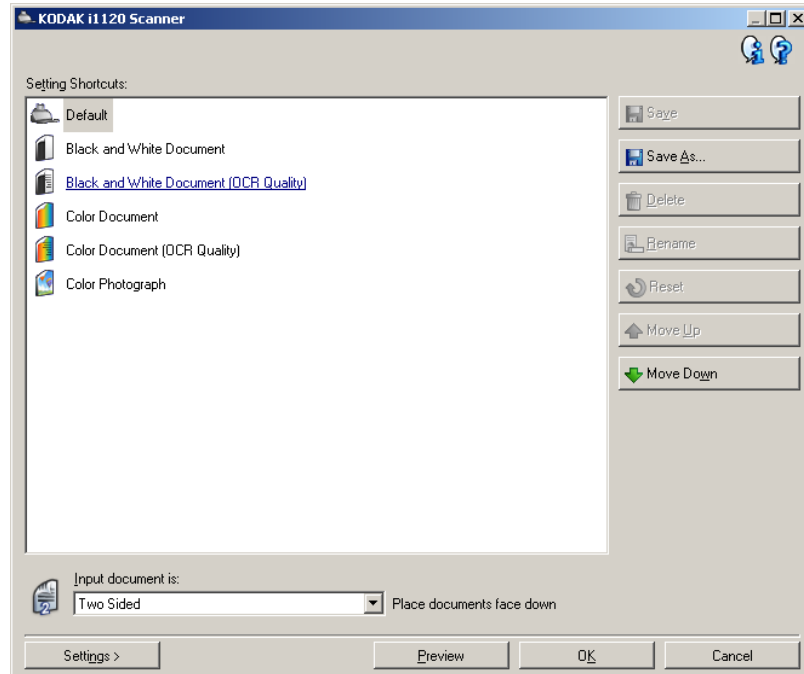 KODAK i1120 Scanner
Setting Shortcuts:
Default
Black and White Document
Black and White Document (OCR Quality)
Color Document
Color Document (OCR Quality)
Color Photograph
Save
Save As...
Delete
Rename
Reset
Move Up
Move Down
Input document is:
Two Sided
Place documents face down
Settings >
Preview
OK
Cancel